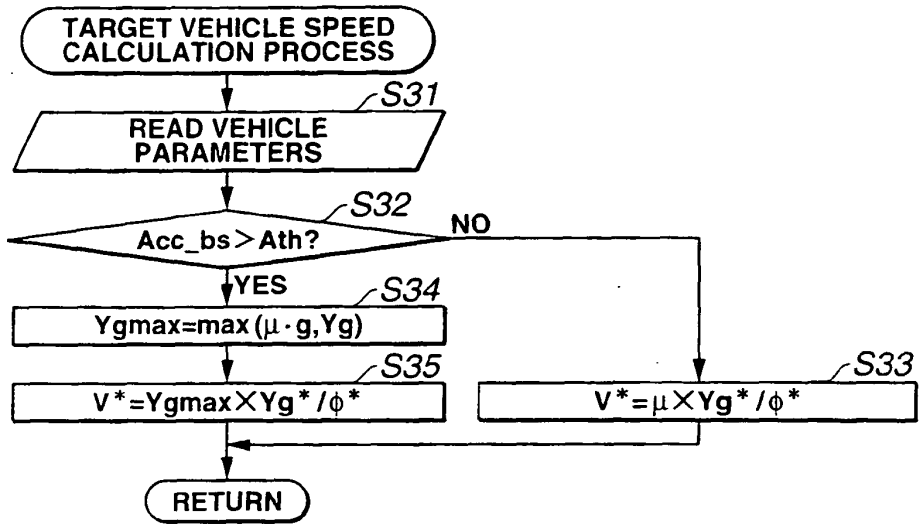 TARGET VEHICLE SPEED
CALCULATION PROCESS
S31
READ VEHICLE
PARAMETERS
S32
Acc_bs>Ath?
NO
YES
S34
Ygmax=max(μ·g,Yg)
S35
V*=Ygmax×Yg*/ϕ*
S33
V*=μ×Yg*/ϕ*
RETURN